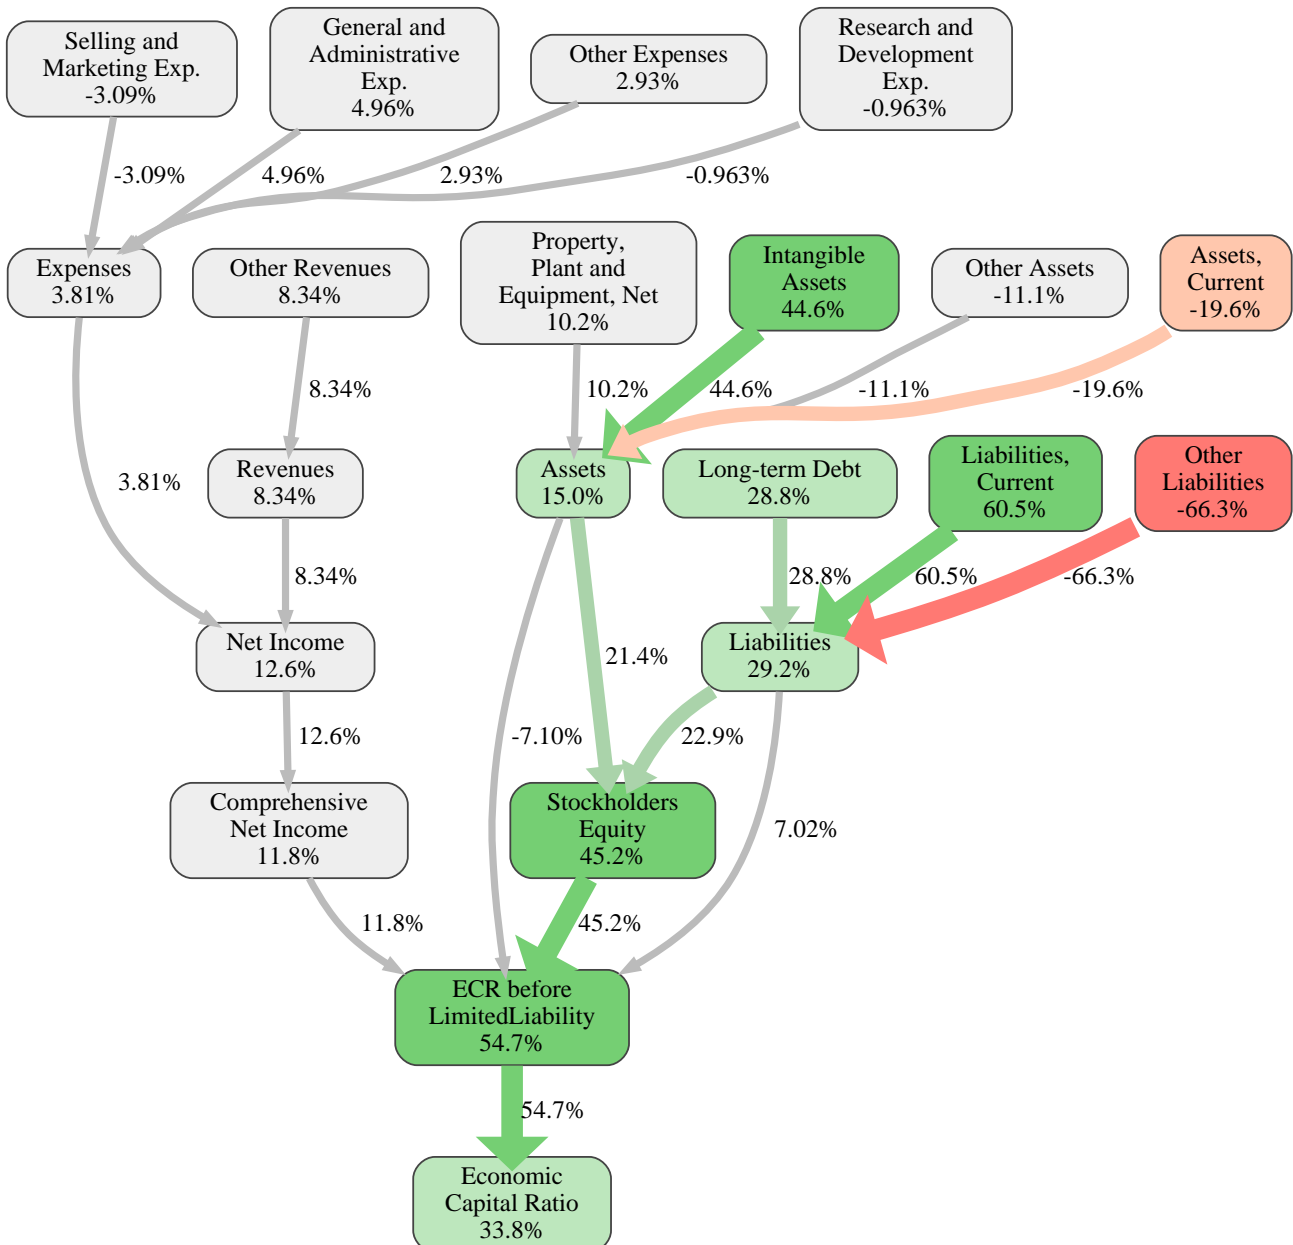 Selling and
Marketing Exp.
-3.09%
General and
Administrative
Exp.
4.96%
Other Expenses
2.93%
Research and
Development
Exp.
-0.963%
-3.09%
4.96%
2.93%
-0.963%
Expenses
3.81%
Other Revenues
8.34%
Property,
Plant and
Equipment, Net
10.2%
Intangible
Assets
44.6%
Other Assets
-11.1%
Assets,
Current
-19.6%
8.34%
10.2%
44.6%
-11.1%
-19.6%
3.81%
Revenues
8.34%
Assets
15.0%
Long-term Debt
28.8%
Liabilities,
Current
60.5%
Other
Liabilities
-66.3%
8.34%
28.8%
60.5%
-66.3%
Net Income
12.6%
21.4%
Liabilities
29.2%
12.6%
-7.10%
22.9%
Comprehensive
Net Income
11.8%
Stockholders
Equity
45.2%
7.02%
11.8%
45.2%
ECR before
LimitedLiability
54.7%
54.7%
Economic
Capital Ratio
33.8%